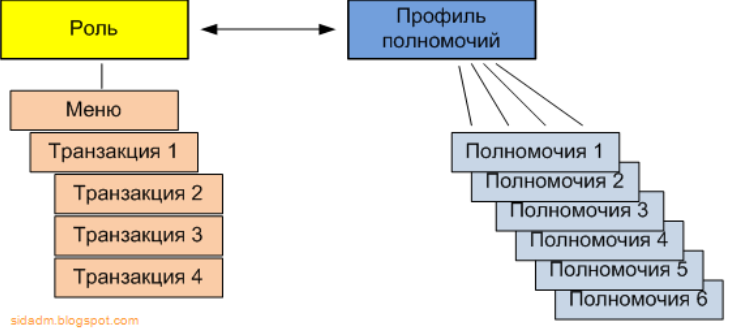 Роль
Профиль
полномочий
Меню
Транзакция 1
Транзакция 2
Транзакция 3
Транзакция 4
Полномочия 1
Полномочия 2
Полномочия 3
Полномочия 4
Полномочия 5
Полномочия 6
sidadm.blogspot.com